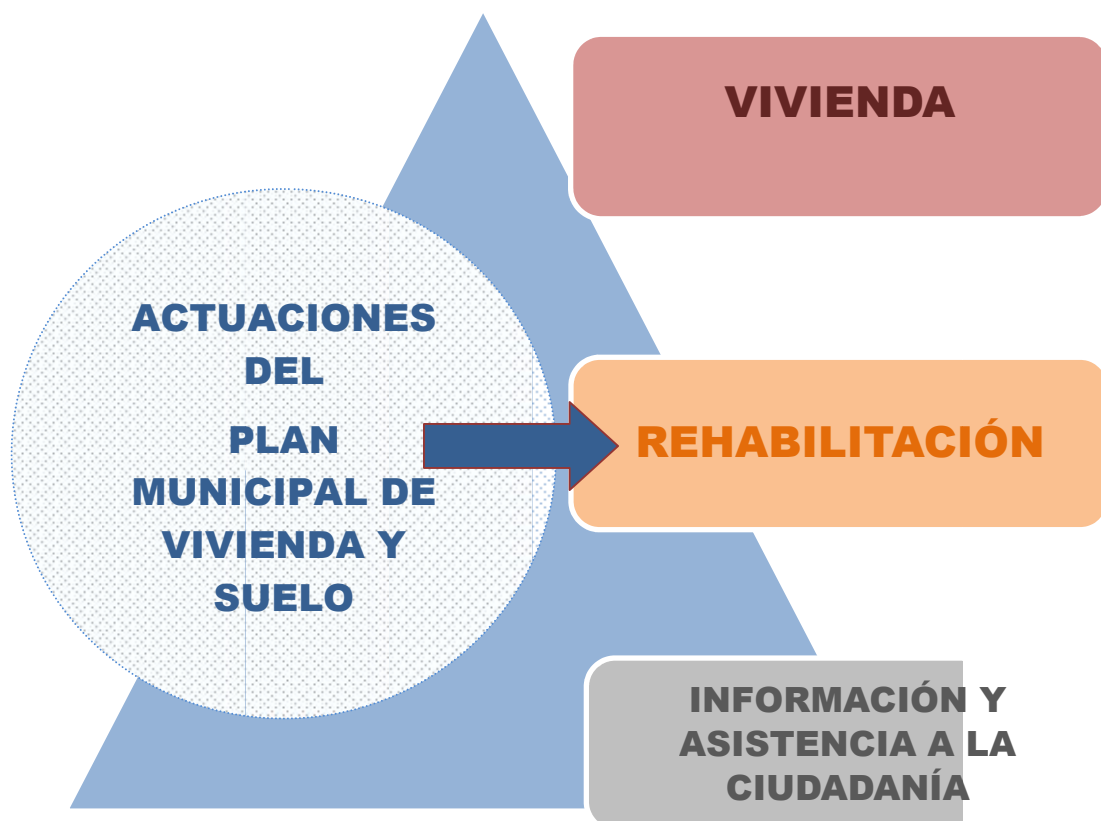 VIVIENDA
ACTUACIONES
DEL
PLAN
MUNICIPAL DE
VIVIENDA Y
SUELO
REHABILITACIÓN
INFORMACIÓN Y
ASISTENCIA A LA
CIUDADANÍA